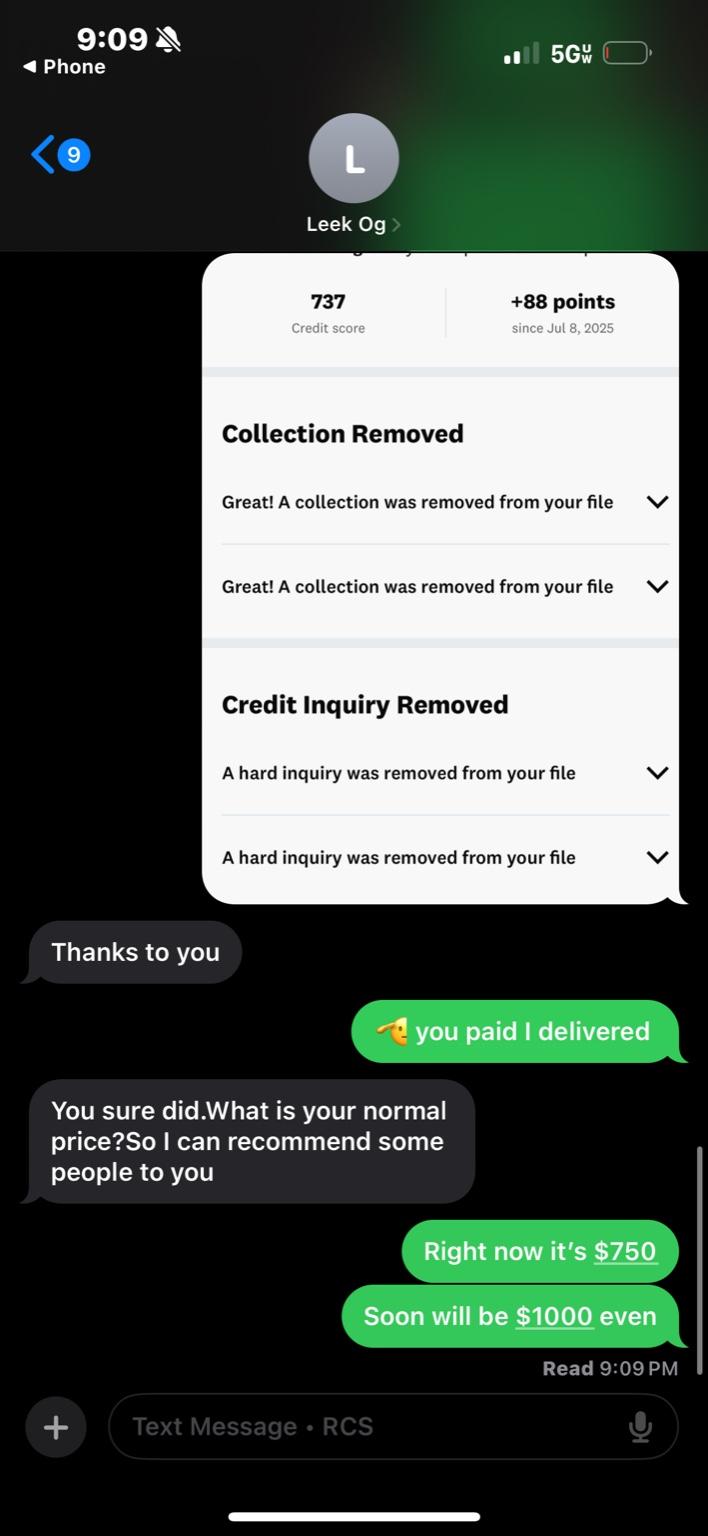 9:09
5G UW
◀ Phone
9
L
Leek Og
737
+88 points
Credit score
since Jul 8, 2025
Collection Removed
Great! A collection was removed from your file
Great! A collection was removed from your file
Credit Inquiry Removed
A hard inquiry was removed from your file
A hard inquiry was removed from your file
Thanks to you
🫡 you paid I delivered
You sure did.What is your normal
price?So I can recommend some
people to you
Right now it’s $750
Soon will be $1000 even
Read 9:09 PM
Text Message • RCS